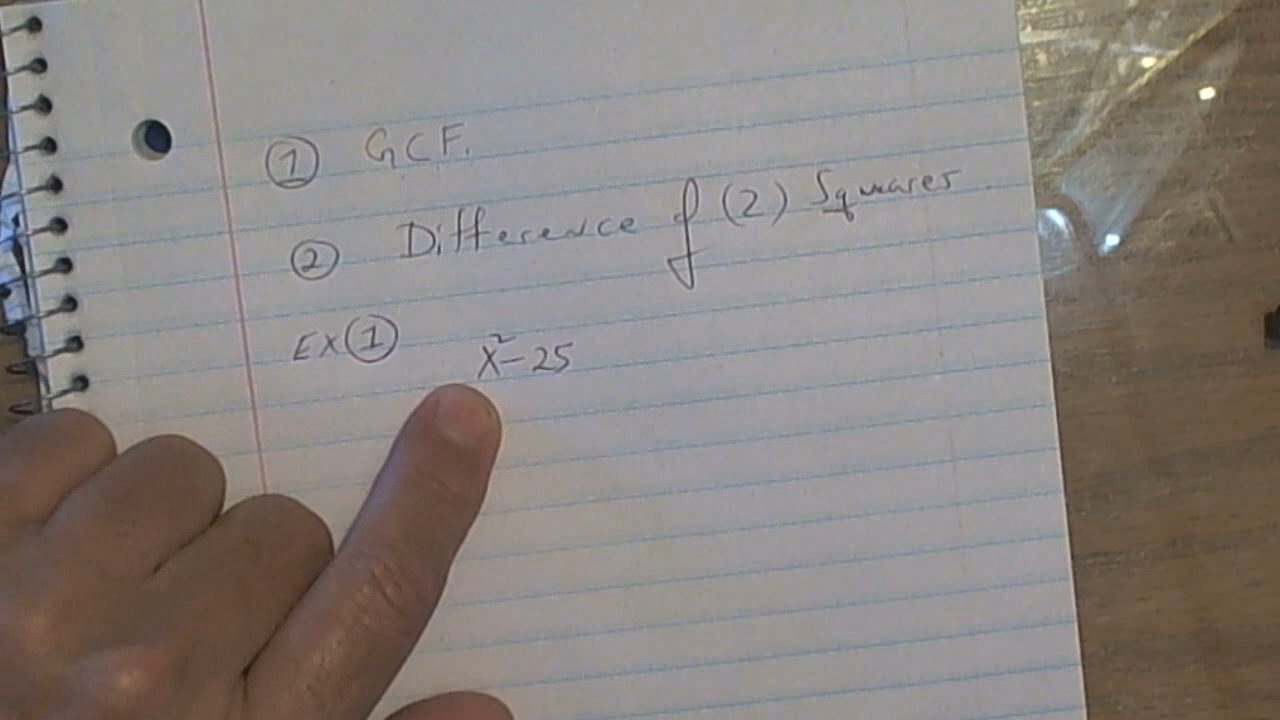 ① GCF.
② Difference of (2) Squares
EX ① x²-25